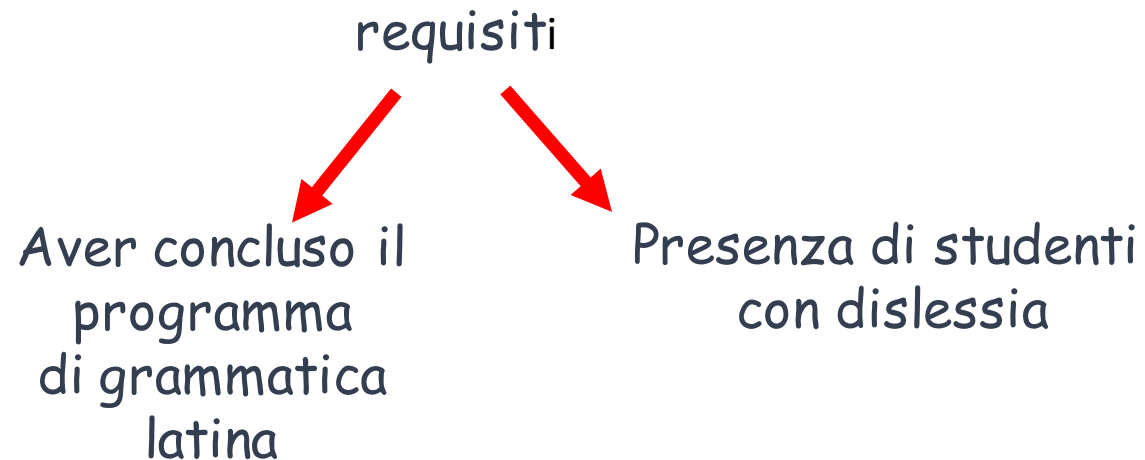 requisiti
Aver concluso il
programma
di grammatica
latina
Presenza di studenti
con dislessia